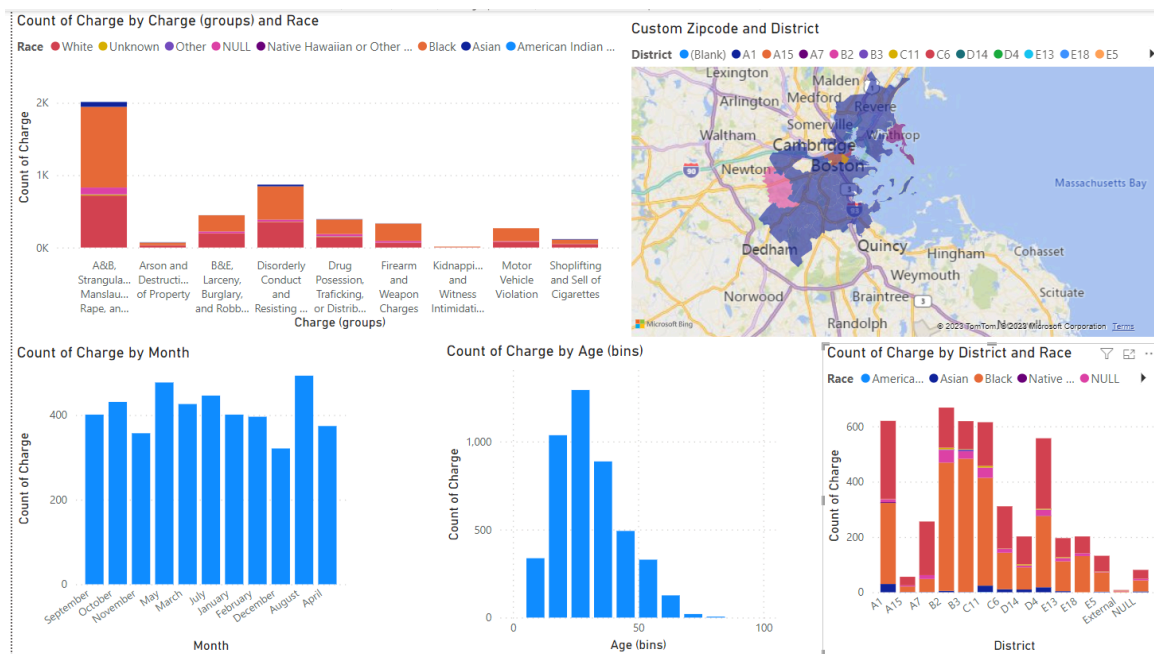 Count of Charge by Charge (groups) and Race
Race White Unknown Other NULL Native Hawaiian or Other ... Black Asian American Indian ...
2K
1K
0K
Count of Charge
A&B, Strangula... Manslau... Rape, an...
Arson and Destructi... of Property
B&E, Larceny, Burglary, and Robb...
Disorderly Conduct and Resisting ...
Drug Posession, Traficking, or Distrib...
Firearm and Weapon Charges
Kidnappi... and Witness Intimidati...
Motor Vehicle Violation
Shoplifting and Sell of Cigarettes
Charge (groups)
Custom Zipcode and District
District (Blank) A1 A15 A7 B2 B3 C11 C6 D14 D4 E13 E18 E5
Lexington
Malden
Arlington
Medford
Revere
Somerville
Waltham
Winthrop
Cambridge
Boston
Newton
90
1
3
Massachusetts Bay
Dedham
Quincy
Hingham
Cohasset
Weymouth
Norwood
Braintree
3
Scituate
Randolph
Microsoft Bing
© 2023 TomTom, © 2023 Microsoft Corporation Terms
Count of Charge by Month
400
200
0
Count of Charge
September
October
November
May
March
July
January
February
December
August
April
Month
Count of Charge by Age (bins)
1,000
500
0
Count of Charge
0
50
100
Age (bins)
Count of Charge by District and Race
Race America... Asian Black Native ... NULL
600
400
200
0
Count of Charge
A1
A15
A7
B2
B3
C11
C6
D14
D4
E13
E18
E5
External
NULL
District